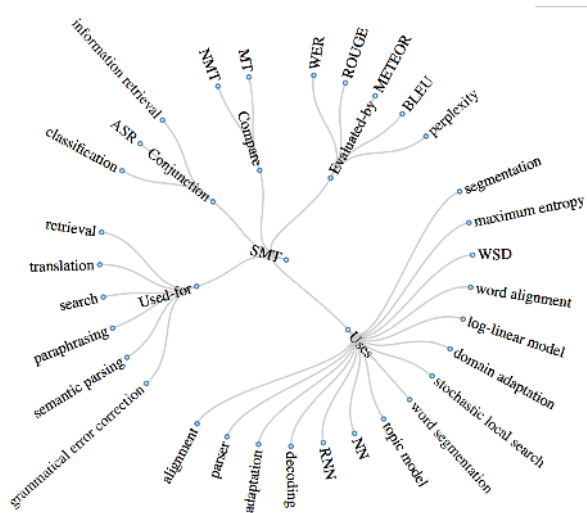 SMT
Conjunction
information retrieval
ASR
classification
Compare
NMT
MT
Evaluated-by
WER
ROUGE
METEOR
BLEU
perplexity
Used-for
retrieval
translation
search
paraphrasing
semantic parsing
grammatical error correction
Uses
segmentation
maximum entropy
WSD
word alignment
log-linear model
domain adaptation
stochastic local search
word segmentation
topic model
NN
RNN
decoding
adaptation
parser
alignment